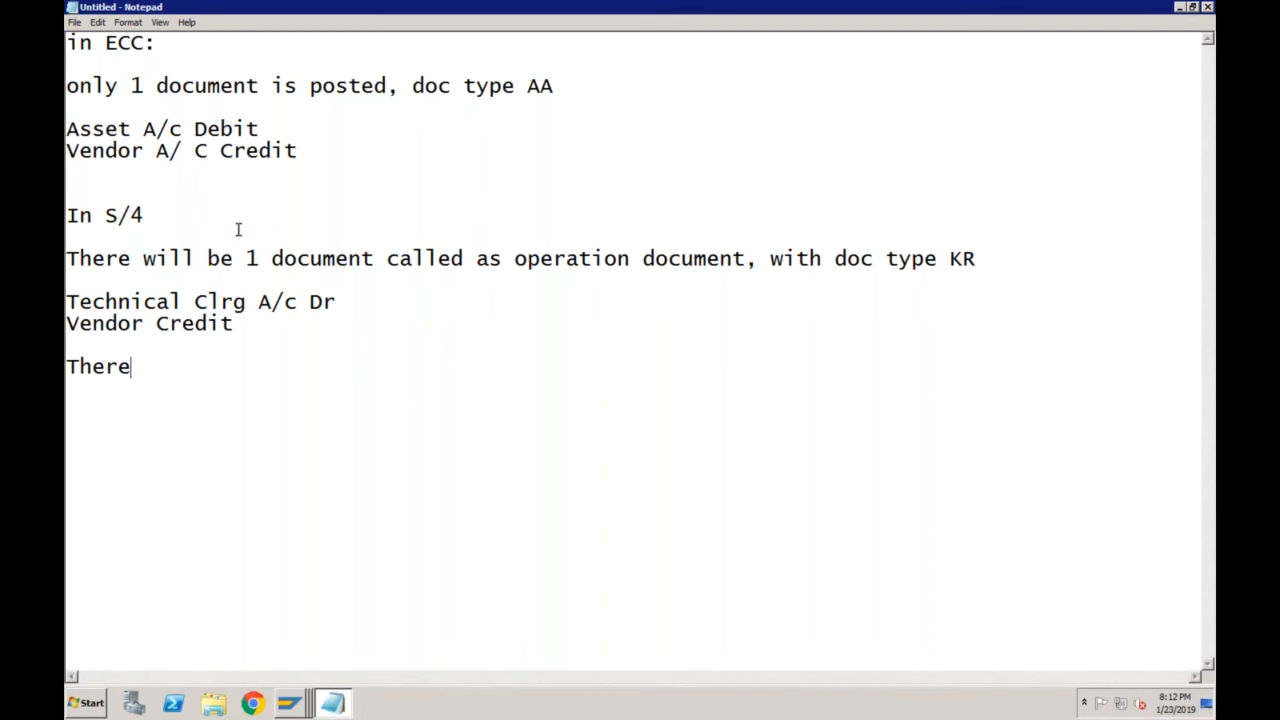 Untitled - Notepad
File Edit Format View Help
in ECC:
only 1 document is posted, doc type AA
Asset A/c Debit
Vendor A/ C Credit
In S/4
There will be 1 document called as operation document, with doc type KR
Technical Clrg A/c Dr
Vendor Credit
There
Start
8:12 PM
1/23/2019